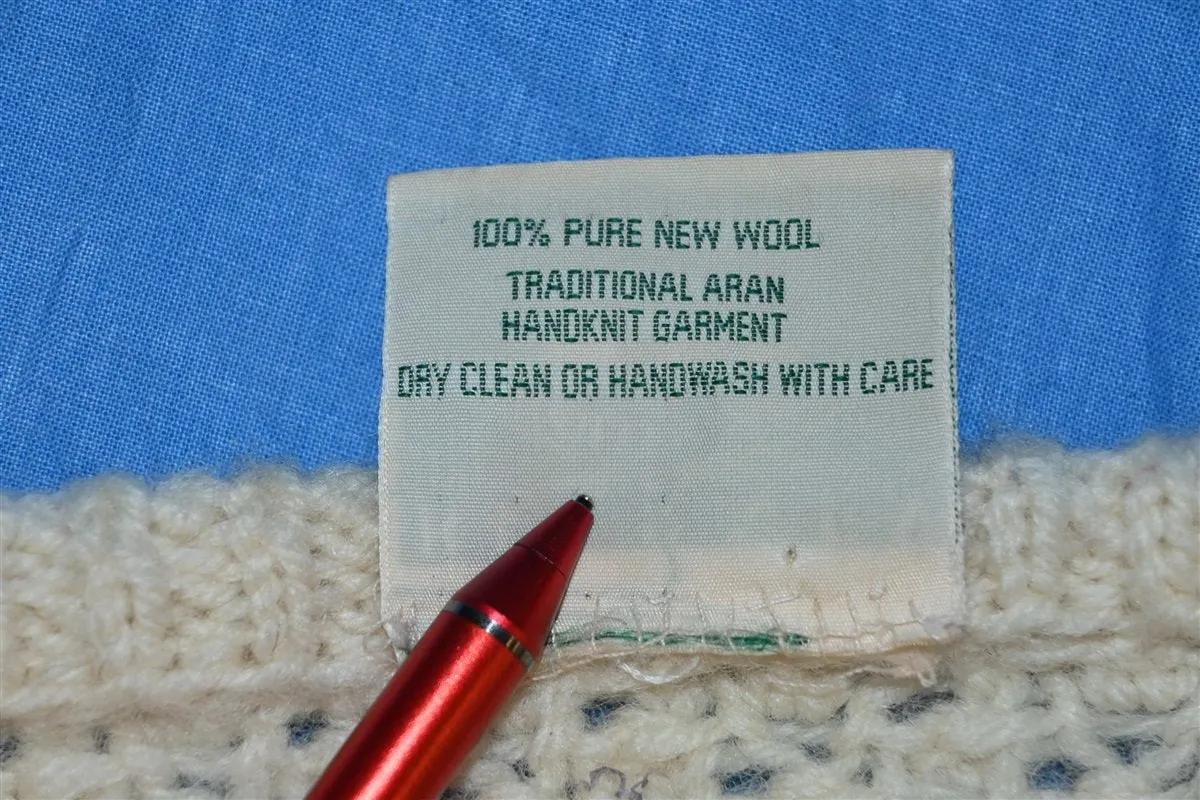 100% PURE NEW WOOL
TRADITIONAL ARAN
HANDKNIT GARMENT
DRY CLEAN OR HANDWASH WITH CARE